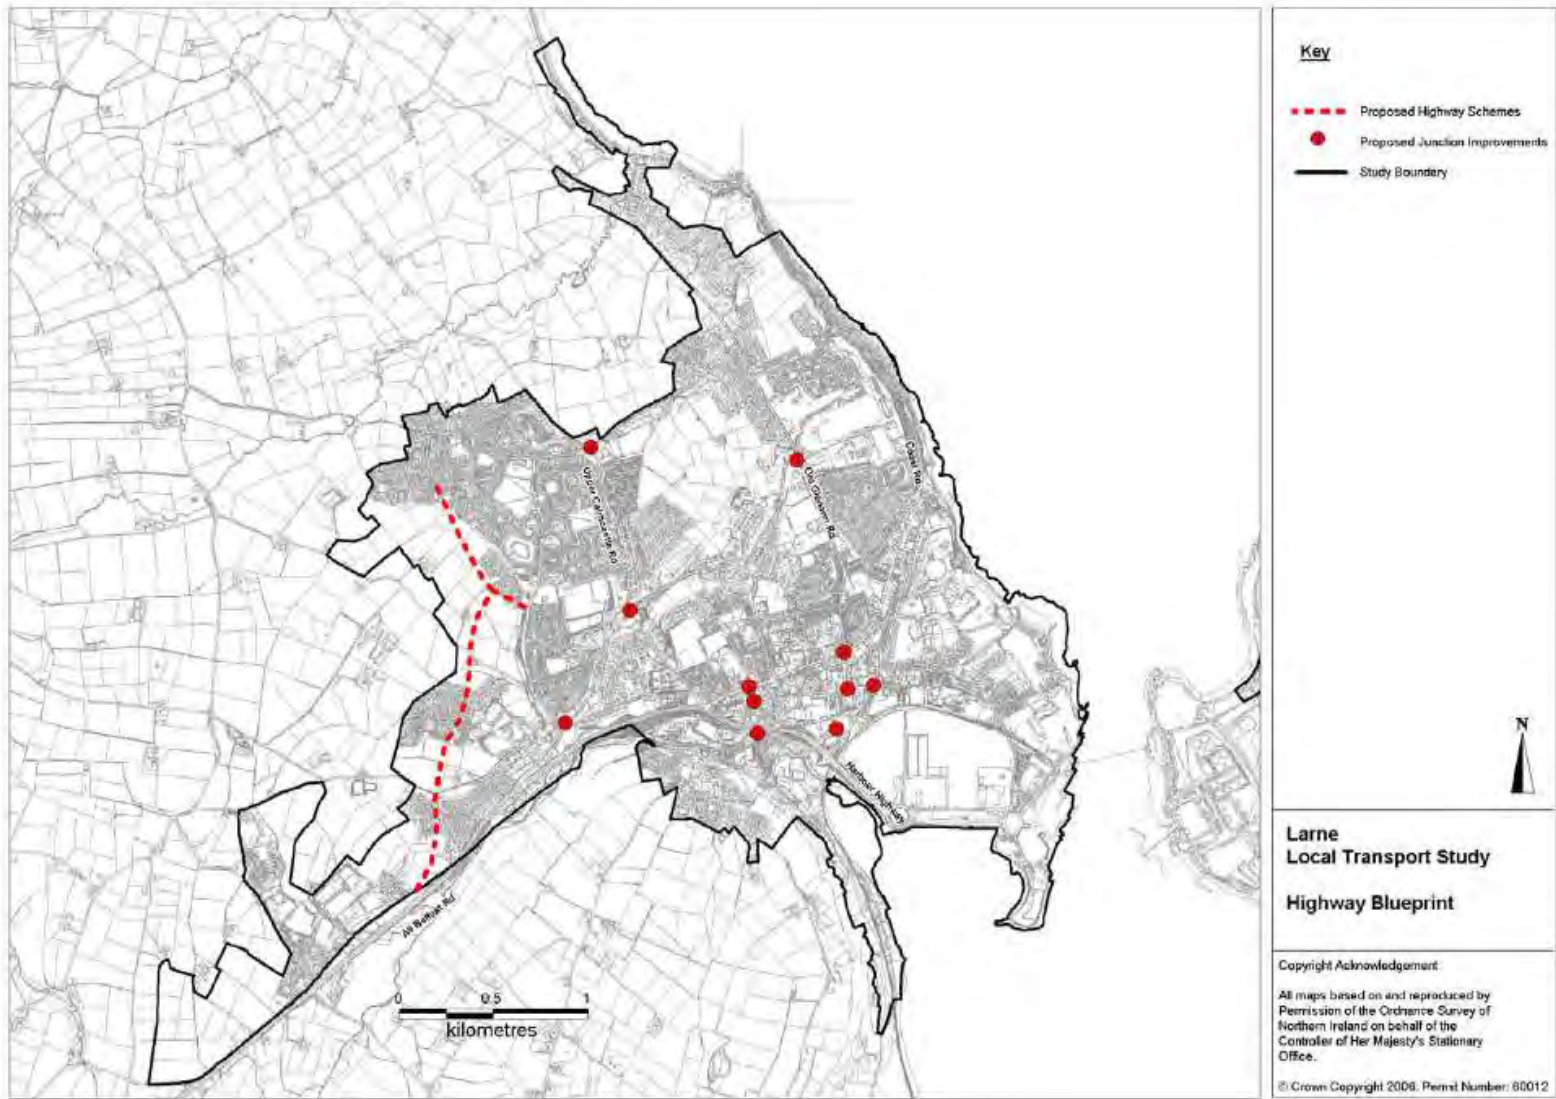 Key
Proposed Highway Schemes
Proposed Junction Improvements
Study Boundary
Upper Cairncastle Rd
Old Glenarm Rd
Coast Rd
Harbour Highway
A8 Belfast Rd
0 0.5 1
kilometres
N
Larne
Local Transport Study
Highway Blueprint
Copyright Acknowledgement
All maps based on and reproduced by
Permission of the Ordnance Survey of
Northern Ireland on behalf of the
Controller of Her Majesty's Stationary
Office.
© Crown Copyright 2006. Permit Number: 60012